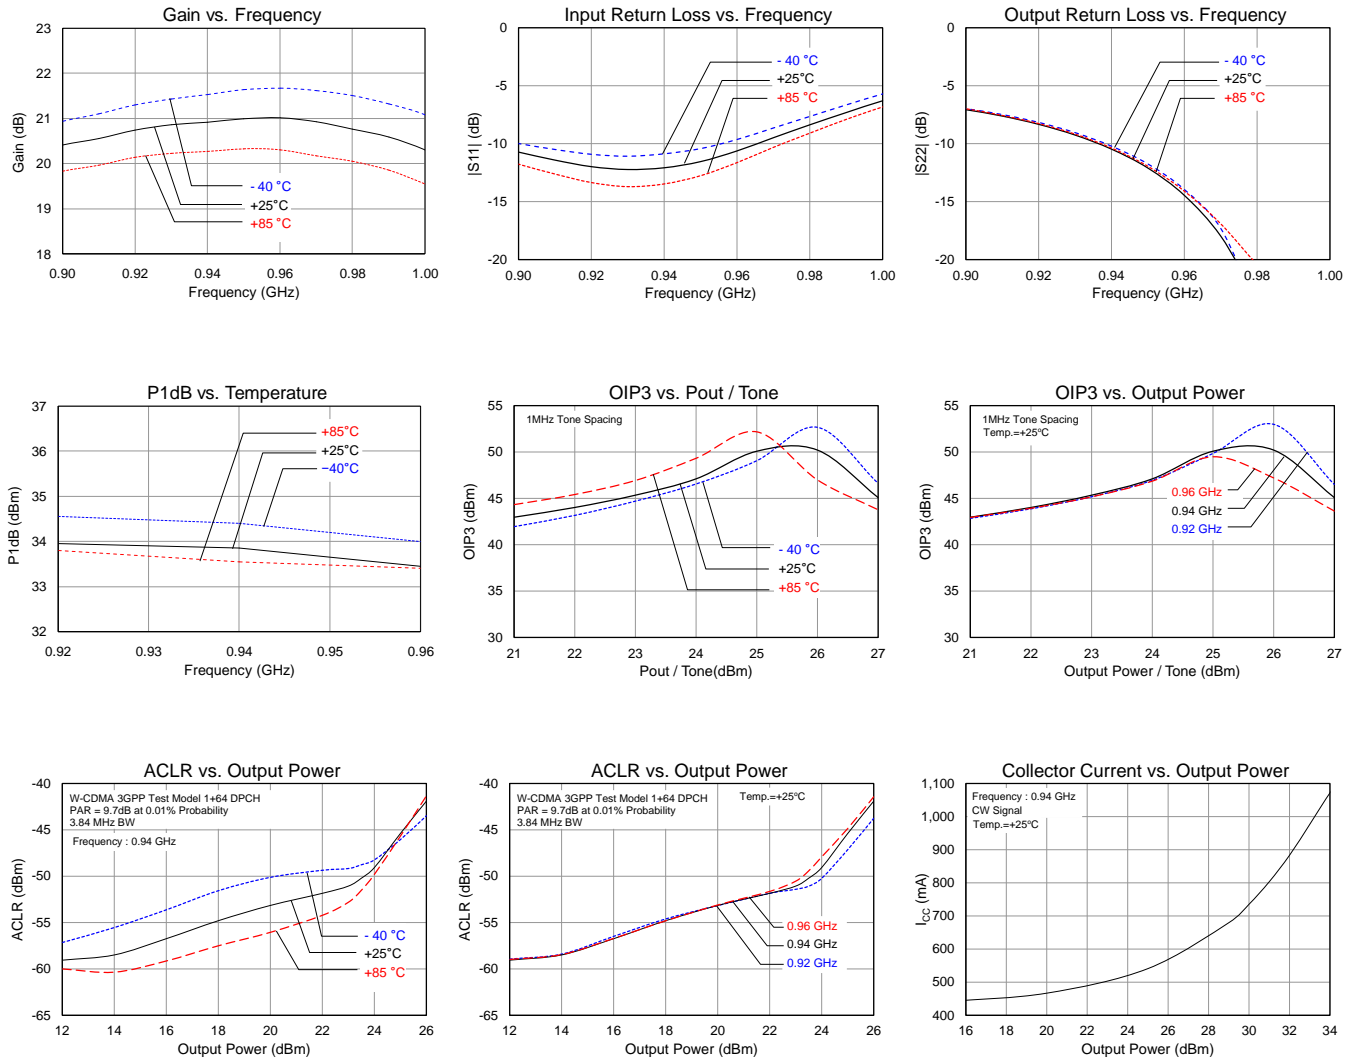 Gain vs. Frequency
23
22
21
20
19
18
Gain (dB)
- 40 °C
+25°C
+85 °C
0.90 0.92 0.94 0.96 0.98 1.00
Frequency (GHz)
Input Return Loss vs. Frequency
0
-5
-10
-15
-20
|S11| (dB)
- 40 °C
+25°C
+85 °C
0.90 0.92 0.94 0.96 0.98 1.00
Frequency (GHz)
Output Return Loss vs. Frequency
0
-5
-10
-15
-20
|S22| (dB)
- 40 °C
+25°C
+85 °C
0.90 0.92 0.94 0.96 0.98 1.00
Frequency (GHz)
P1dB vs. Temperature
37
36
35
34
33
32
P1dB (dBm)
+85°C
+25°C
−40°C
0.92 0.93 0.94 0.95 0.96
Frequency (GHz)
OIP3 vs. Pout / Tone
1MHz Tone Spacing
55
50
45
40
35
30
OIP3 (dBm)
- 40 °C
+25°C
+85 °C
21 22 23 24 25 26 27
Pout / Tone(dBm)
OIP3 vs. Output Power
1MHz Tone Spacing
Temp.=+25°C
55
50
45
40
35
30
OIP3 (dBm)
0.96 GHz
0.94 GHz
0.92 GHz
21 22 23 24 25 26 27
Output Power / Tone (dBm)
ACLR vs. Output Power
W-CDMA 3GPP Test Model 1+64 DPCH
PAR = 9.7dB at 0.01% Probability
3.84 MHz BW
Frequency : 0.94 GHz
-40
-45
-50
-55
-60
-65
ACLR (dBm)
- 40 °C
+25°C
+85 °C
12 14 16 18 20 22 24 26
Output Power (dBm)
ACLR vs. Output Power
W-CDMA 3GPP Test Model 1+64 DPCH
PAR = 9.7dB at 0.01% Probability
3.84 MHz BW
Temp.=+25°C
-40
-45
-50
-55
-60
-65
ACLR (dBm)
0.96 GHz
0.94 GHz
0.92 GHz
12 14 16 18 20 22 24 26
Output Power (dBm)
Collector Current vs. Output Power
Frequency : 0.94 GHz
CW Signal
Temp.=+25°C
1,100
1,000
900
800
700
600
500
400
ICC (mA)
16 18 20 22 24 26 28 30 32 34
Output Power (dBm)